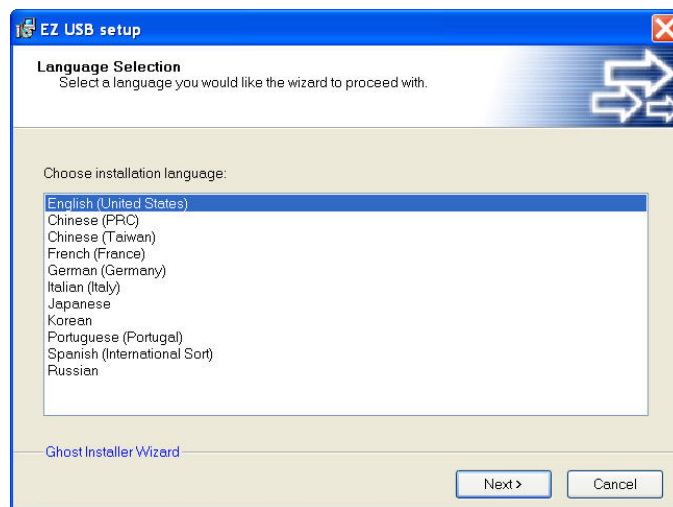 EZ USB setup
Language Selection
Select a language you would like the wizard to proceed with.
Choose installation language:
English (United States)
Chinese (PRC)
Chinese (Taiwan)
French (France)
German (Germany)
Italian (Italy)
Japanese
Korean
Portuguese (Portugal)
Spanish (International Sort)
Russian
Ghost Installer Wizard
Next >
Cancel